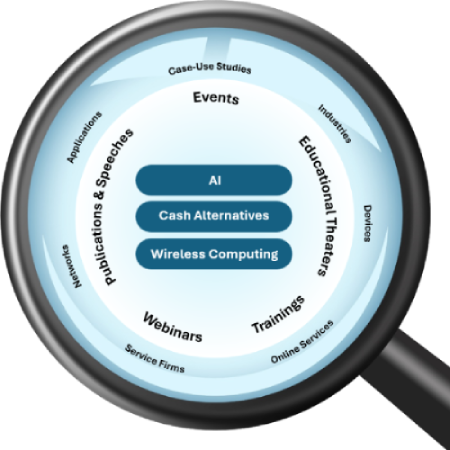 Case-Use Studies
Events
Applications
Industries
Publications & Speeches
Educational Theaters
AI
Cash Alternatives
Wireless Computing
Devices
Networks
Webinars
Trainings
Service Firms
Online Services